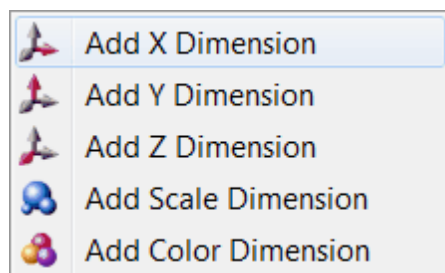 Add X Dimension
Add Y Dimension
Add Z Dimension
Add Scale Dimension
Add Color Dimension